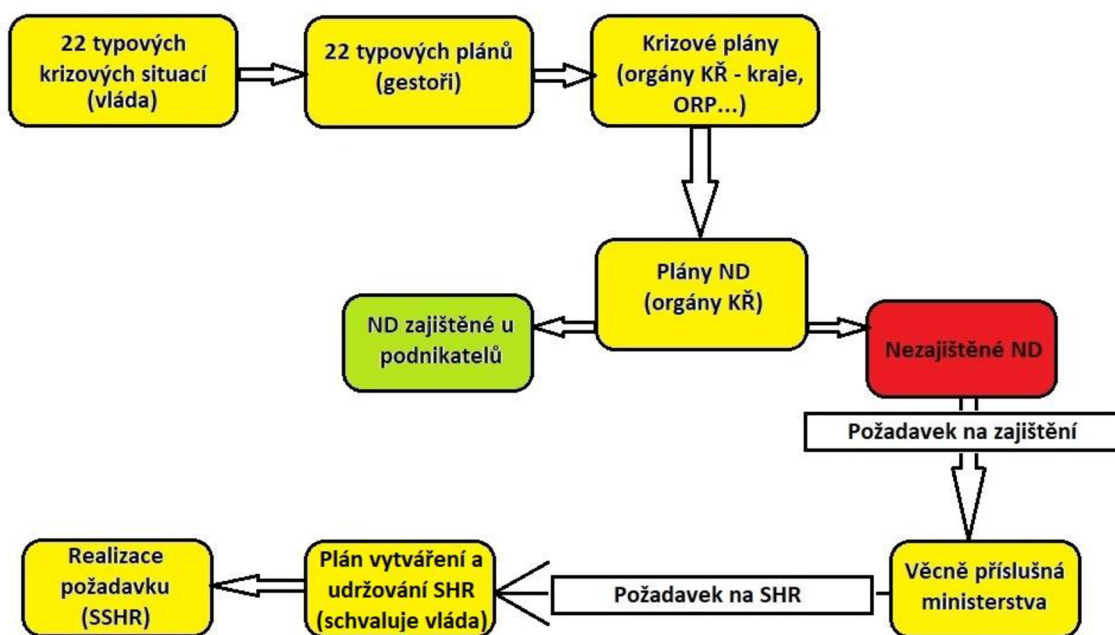 22 typových
krizových situací
(vláda)
22 typových plánů
(gestoři)
Krizové plány
(orgány KŘ - kraje,
ORP...)
Plány ND
(orgány KŘ)
ND zajištěné u
podnikatelů
Nezajištěné ND
Požadavek na zajištění
Věcně příslušná
ministerstva
Požadavek na SHR
Plán vytváření a
udržování SHR
(schvaluje vláda)
Realizace
požadavku
(SSHR)